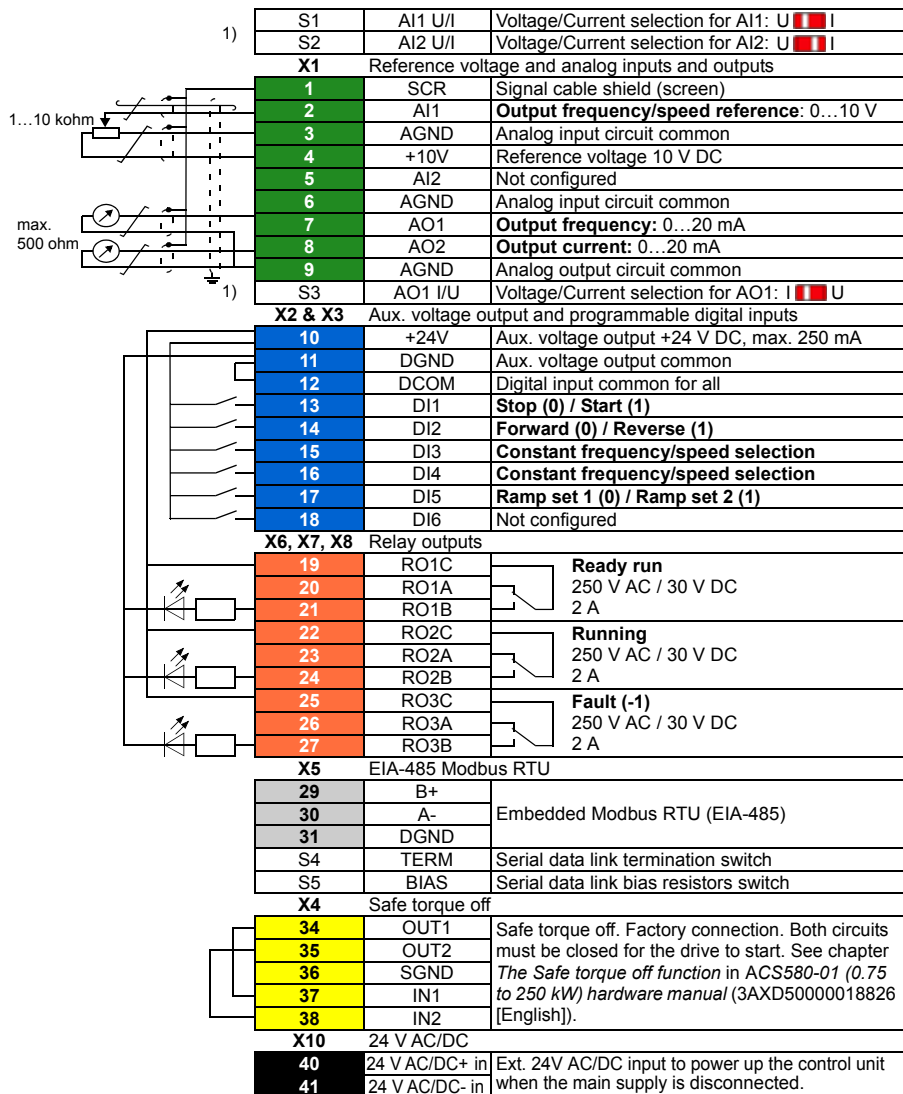 1)
S1 AI1 U/I Voltage/Current selection for AI1: U I
S2 AI2 U/I Voltage/Current selection for AI2: U I
X1 Reference voltage and analog inputs and outputs
1 SCR Signal cable shield (screen)
1…10 kohm
2 AI1 Output frequency/speed reference: 0…10 V
3 AGND Analog input circuit common
4 +10V Reference voltage 10 V DC
5 AI2 Not configured
6 AGND Analog input circuit common
max.
500 ohm
7 AO1 Output frequency: 0…20 mA
8 AO2 Output current: 0…20 mA
9 AGND Analog output circuit common
1)
S3 AO1 I/U Voltage/Current selection for AO1: I U
X2 & X3 Aux. voltage output and programmable digital inputs
10 +24V Aux. voltage output +24 V DC, max. 250 mA
11 DGND Aux. voltage output common
12 DCOM Digital input common for all
13 DI1 Stop (0) / Start (1)
14 DI2 Forward (0) / Reverse (1)
15 DI3 Constant frequency/speed selection
16 DI4 Constant frequency/speed selection
17 DI5 Ramp set 1 (0) / Ramp set 2 (1)
18 DI6 Not configured
X6, X7, X8 Relay outputs
19 RO1C Ready run
20 RO1A 250 V AC / 30 V DC
21 RO1B 2 A
22 RO2C Running
23 RO2A 250 V AC / 30 V DC
24 RO2B 2 A
25 RO3C Fault (-1)
26 RO3A 250 V AC / 30 V DC
27 RO3B 2 A
X5 EIA-485 Modbus RTU
29 B+
30 A- Embedded Modbus RTU (EIA-485)
31 DGND
S4 TERM Serial data link termination switch
S5 BIAS Serial data link bias resistors switch
X4 Safe torque off
34 OUT1 Safe torque off. Factory connection. Both circuits
35 OUT2 must be closed for the drive to start. See chapter
36 SGND The Safe torque off function in ACS580-01 (0.75
37 IN1 to 250 kW) hardware manual (3AXD50000018826
38 IN2 [English]).
X10 24 V AC/DC
40 24 V AC/DC+ in Ext. 24V AC/DC input to power up the control unit
41 24 V AC/DC- in when the main supply is disconnected.